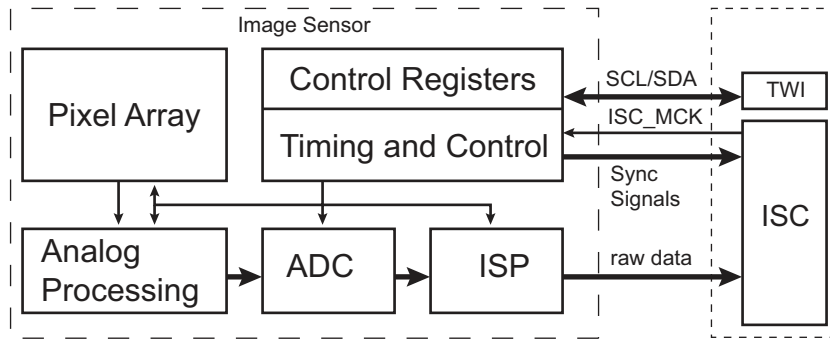 Image Sensor
Pixel Array
Control Registers
Timing and Control
SCL/SDA
TWI
ISC_MCK
Sync
Signals
ISC
Analog
Processing
ADC
ISP
raw data